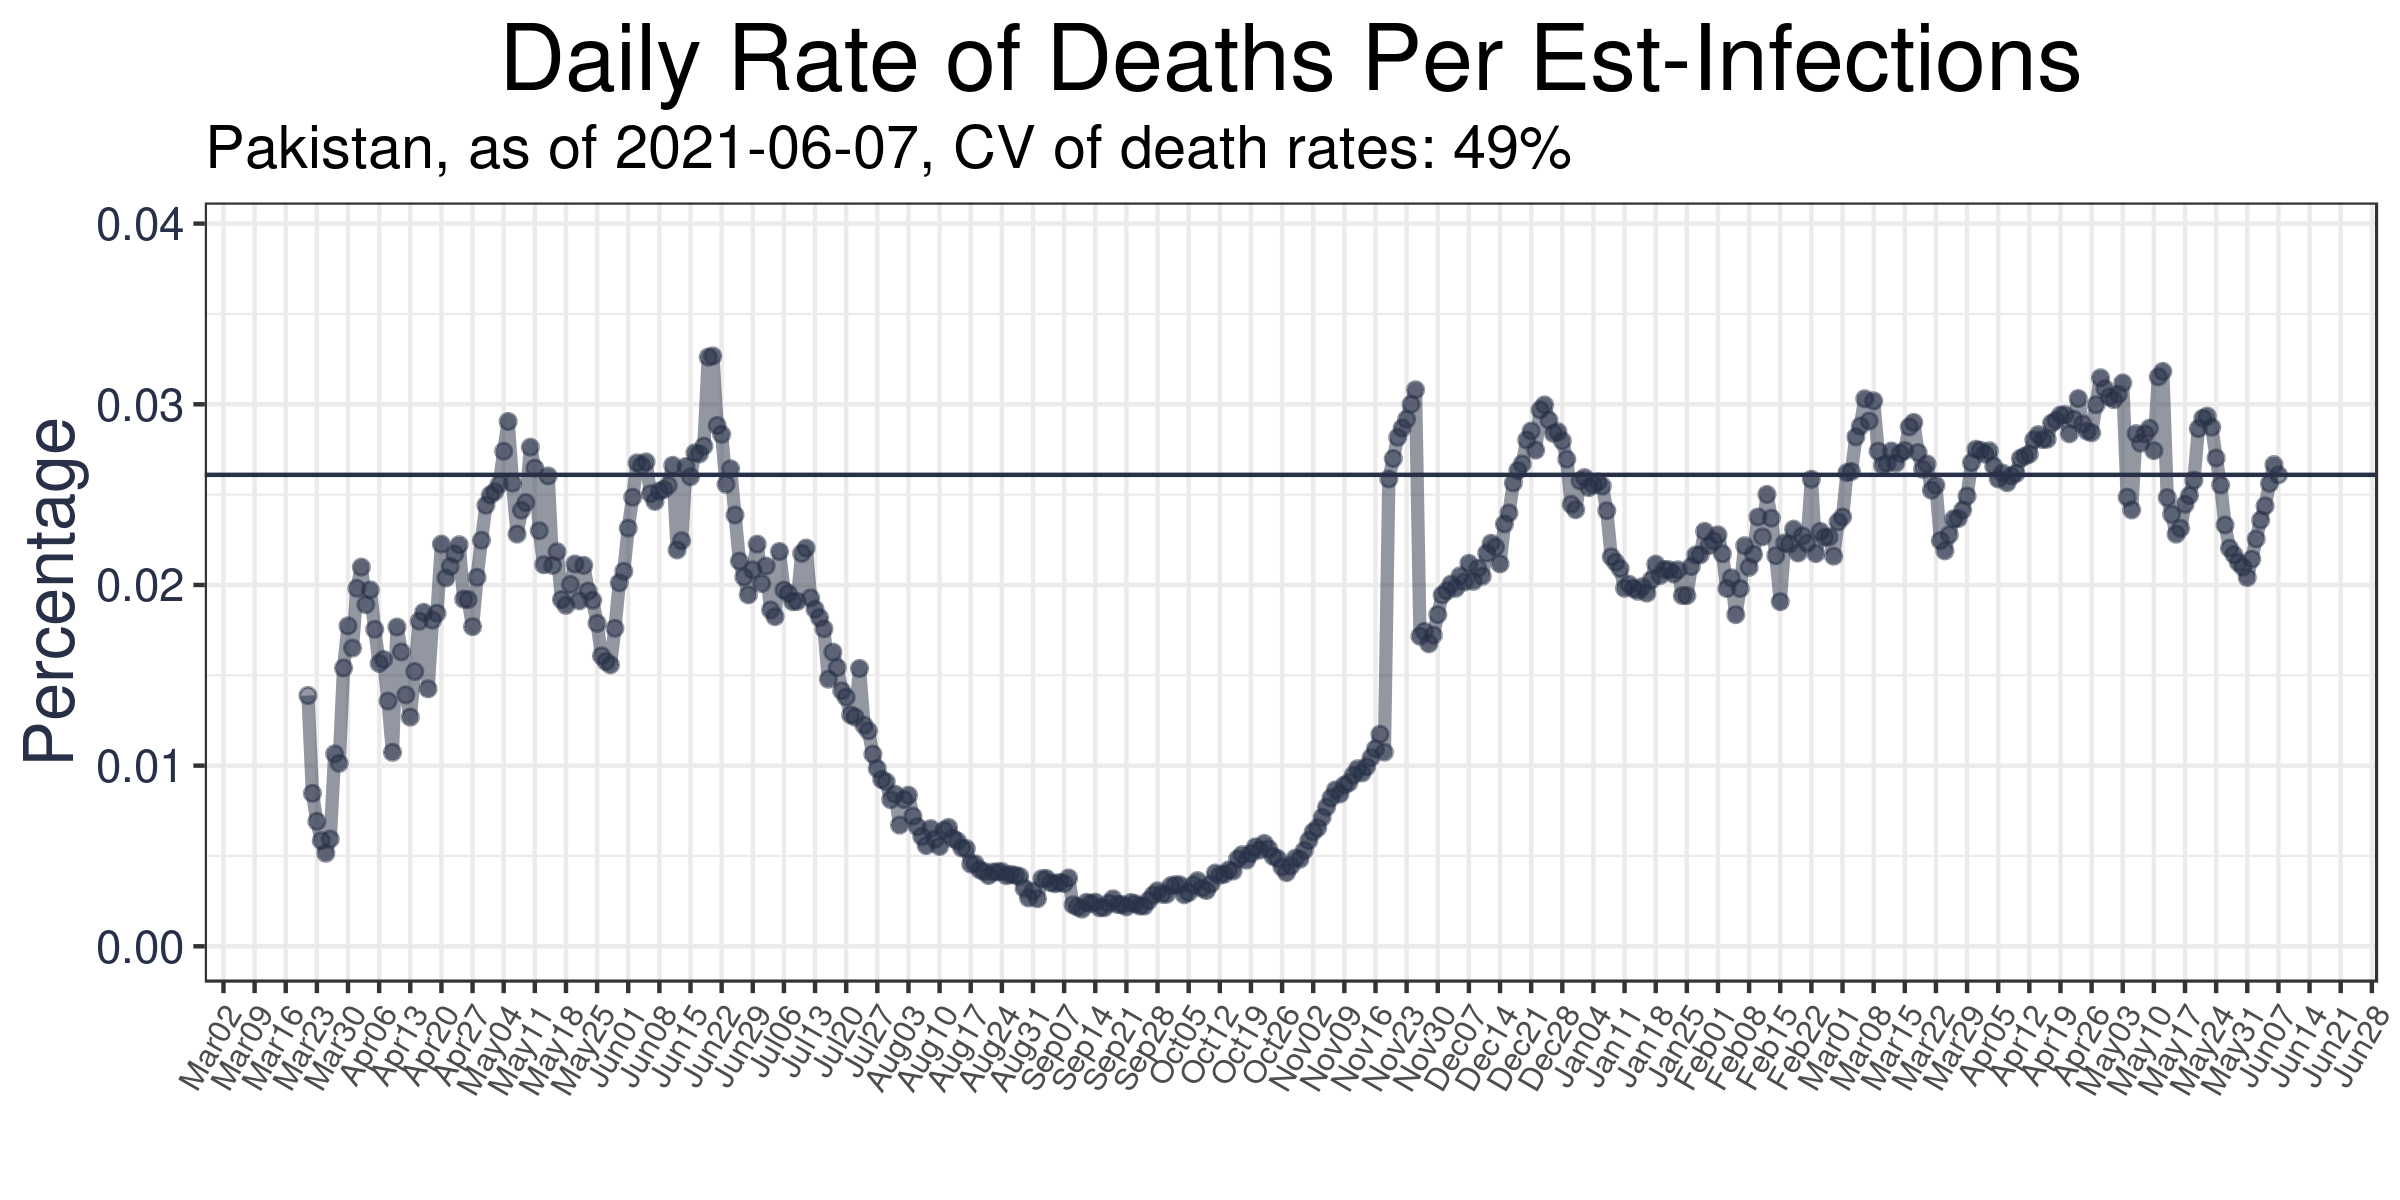 Daily Rate of Deaths Per Est-Infections
Pakistan, as of 2021-06-07, CV of death rates: 49%
Percentage
0.04
0.03
0.02
0.01
0.00
Mar02
Mar09
Mar16
Mar23
Mar30
Apr06
Apr13
Apr20
Apr27
May04
May11
May18
May25
Jun01
Jun08
Jun15
Jun22
Jun29
Jul06
Jul13
Jul20
Jul27
Aug03
Aug10
Aug17
Aug24
Aug31
Sep07
Sep14
Sep21
Sep28
Oct05
Oct12
Oct19
Oct26
Nov02
Nov09
Nov16
Nov23
Nov30
Dec07
Dec14
Dec21
Dec28
Jan04
Jan11
Jan18
Jan25
Feb01
Feb08
Feb15
Feb22
Mar01
Mar08
Mar15
Mar22
Mar29
Apr05
Apr12
Apr19
Apr26
May03
May10
May17
May24
May31
Jun07
Jun14
Jun21
Jun28